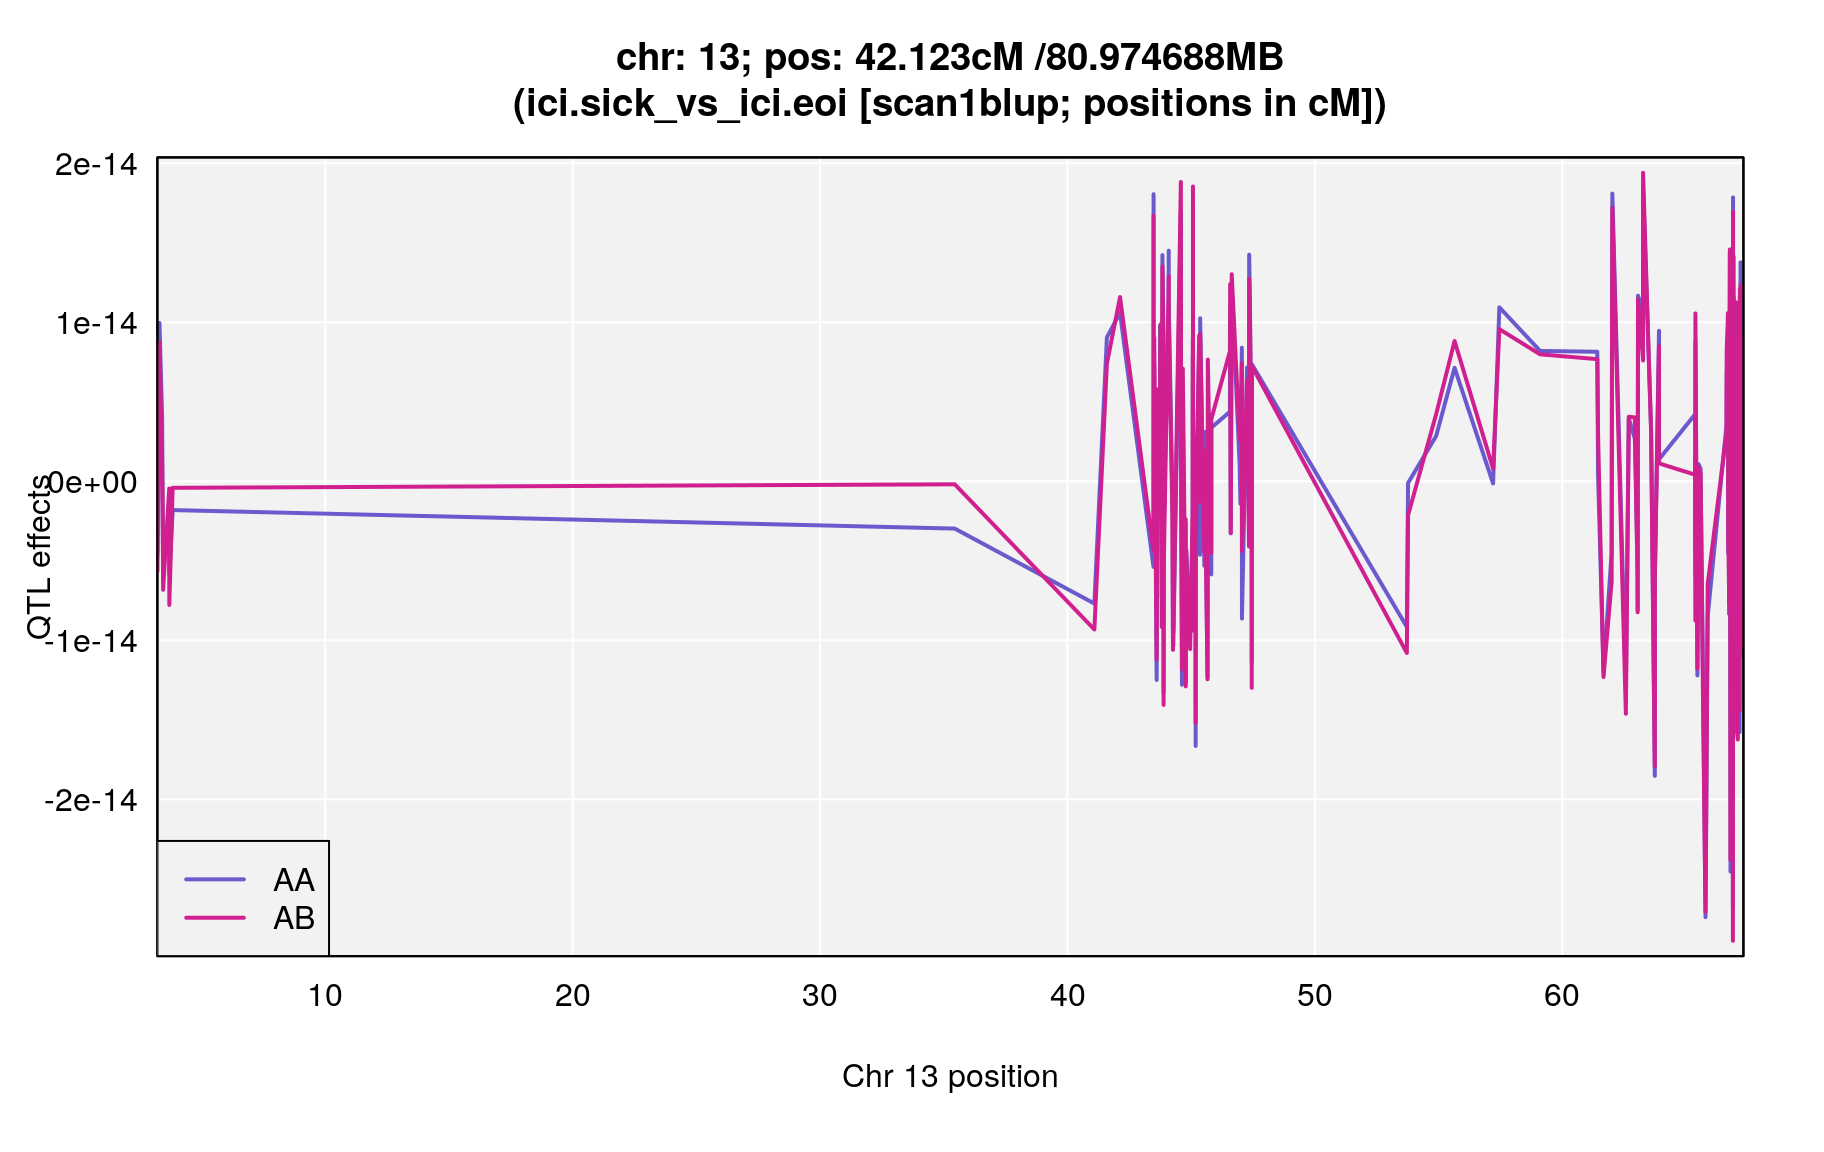 chr: 13; pos: 42.123cM /80.974688MB
(ici.sick_vs_ici.eoi [scan1blup; positions in cM])
2e-14
1e-14
0e+00
-1e-14
-2e-14
QTL effects
AA
AB
10 20 30 40 50 60
Chr 13 position